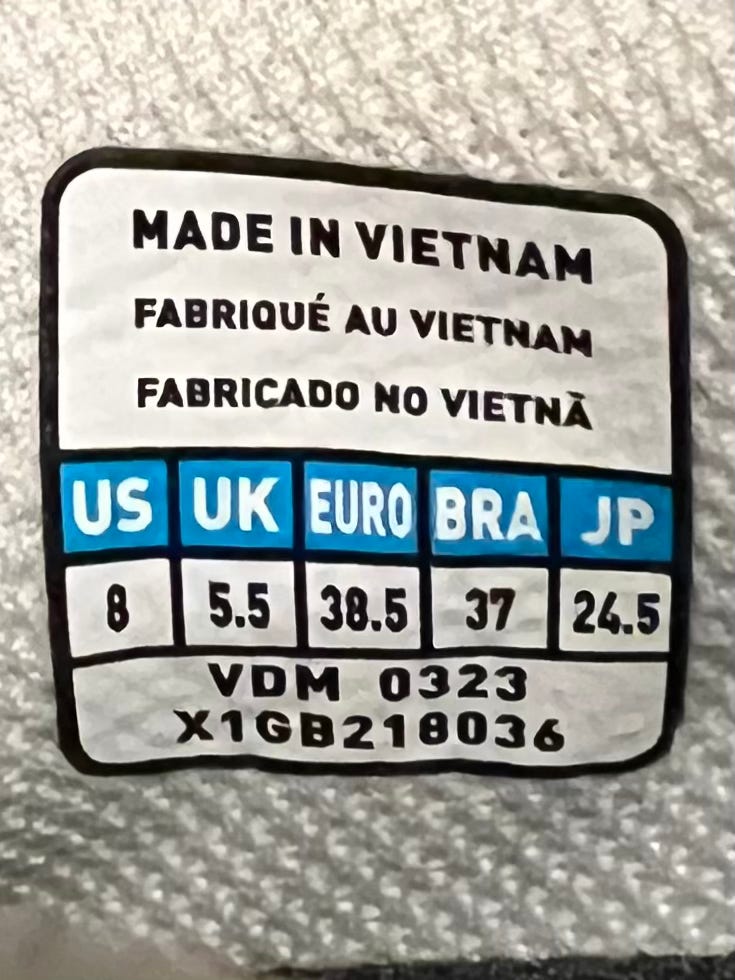 MADE IN VIETNAM
FABRIQUÉ AU VIETNAM
FABRICADO NO VIETNÃ
US UK EURO BRA JP
8 5.5 38.5 37 24.5
VDM 0323
X1GB218036